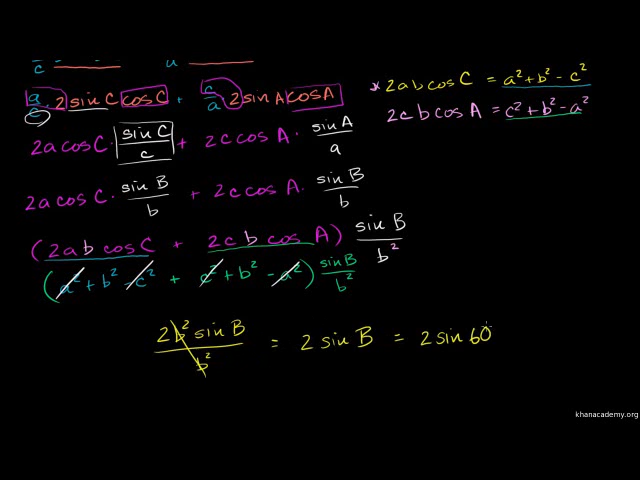 c a
a/c · 2 sin C cos C + c/a 2 sin A cos A
2a cos C · sin C/c + 2c cos A · sin A/a
2a cos C · sin B/b + 2c cos A · sin B/b
(2ab cos C + 2cb cos A) sin B/b²
(a² + b² - c² + c² + b² - a²) sin B/b²
2b² sin B/b² = 2 sin B = 2 sin 60
* 2ab cos C = a² + b² - c²
2cb cos A = c² + b² - a²
khanacademy.org